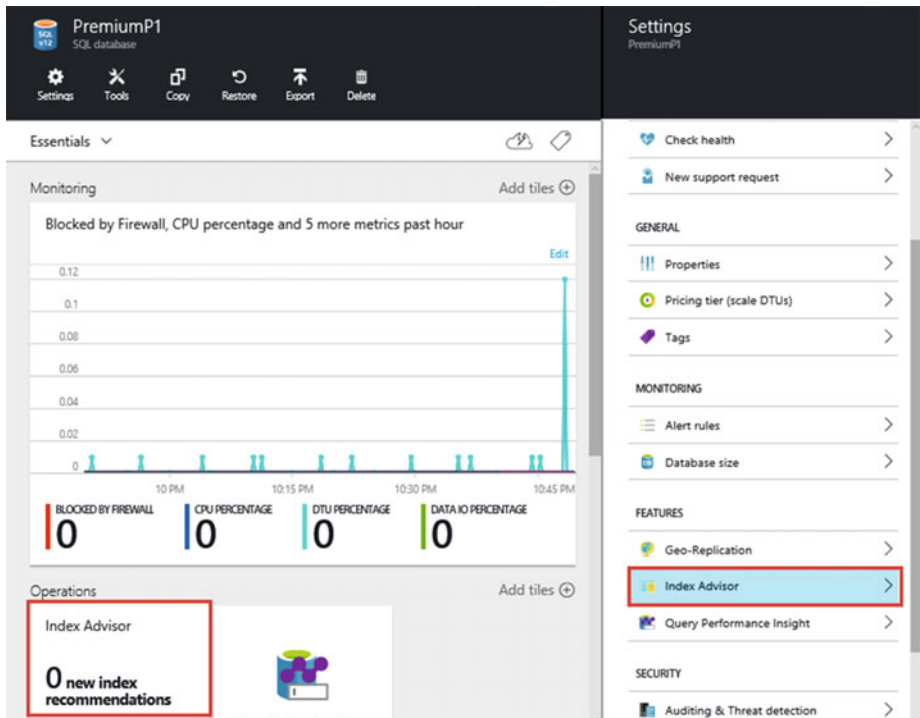 PremiumP1
SQL database
SQL
V12
Settings
Tools
Copy
Restore
Export
Delete
Essentials
Monitoring
Add tiles
Blocked by Firewall, CPU percentage and 5 more metrics past hour
Edit
0.12
0.1
0.08
0.06
0.04
0.02
0
10 PM
10:15 PM
10:30 PM
10:45 PM
BLOCKED BY FIREWALL
0
CPU PERCENTAGE
0
DTU PERCENTAGE
0
DATA IO PERCENTAGE
0
Operations
Add tiles
Index Advisor
0 new index
recommendations
Settings
PremiumP1
Check health
New support request
GENERAL
Properties
Pricing tier (scale DTUs)
Tags
MONITORING
Alert rules
Database size
FEATURES
Geo-Replication
Index Advisor
Query Performance Insight
SECURITY
Auditing & Threat detection